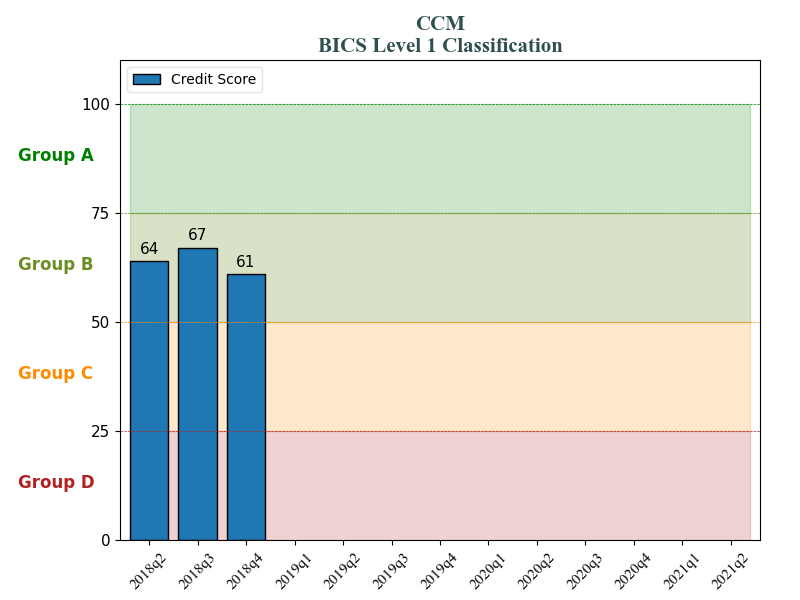 CCM
BICS Level 1 Classification
Credit Score
100
Group A
75
67
64
61
Group B
50
Group C
25
Group D
0
2018q2
2018q3
2018q4
2019q1
2019q2
2019q3
2019q4
2020q1
2020q2
2020q3
2020q4
2021q1
2021q2